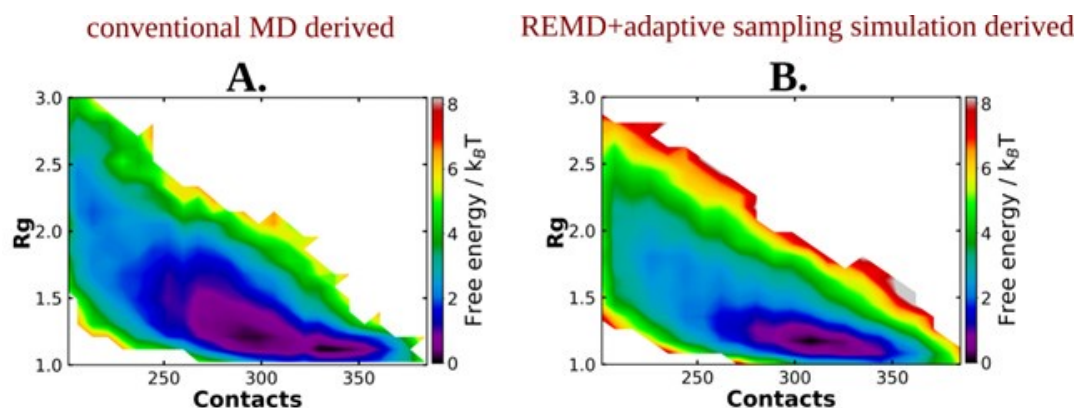 conventional MD derived
REMD+adaptive sampling simulation derived
A.
B.
3.0
2.5
2.0
1.5
1.0
Rg
250
300
350
Contacts
8
6
4
2
0
Free energy / k_BT
3.0
2.5
2.0
1.5
1.0
Rg
250
300
350
Contacts
8
6
4
2
0
Free energy / k_BT